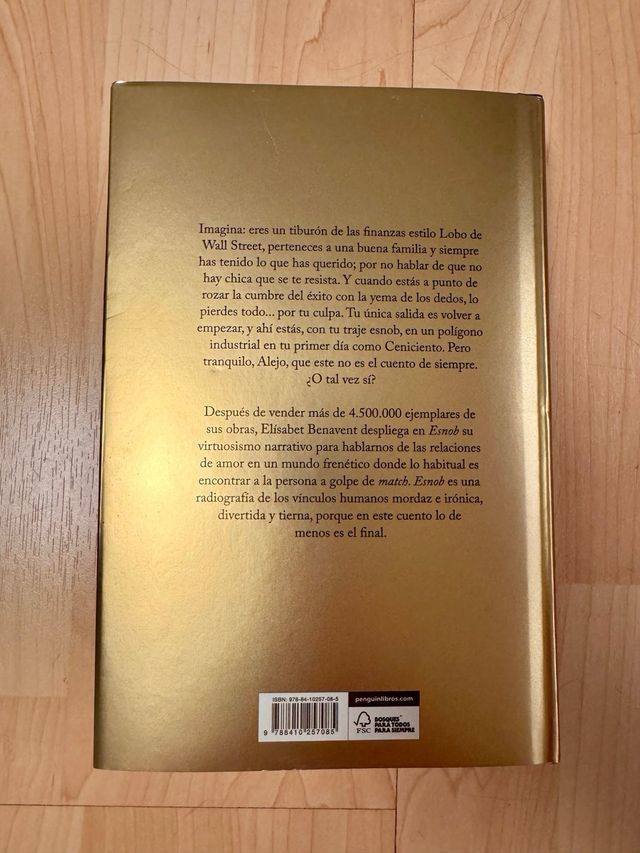 Imagina: eres un tiburón de las finanzas estilo Lobo de
Wall Street, perteneces a una buena familia y siempre
has tenido lo que has querido; por no hablar de que no
hay chica que se te resista. Y cuando estás a punto de
rozar la cumbre del éxito con la yema de los dedos, lo
pierdes todo... por tu culpa. Tu única salida es volver a
empezar, y ahí estás, con tu traje esnob, en un polígono
industrial en tu primer día como Ceniciento. Pero
tranquilo, Alejo, que este no es el cuento de siempre.
¿O tal vez sí?
Después de vender más de 4.500.000 ejemplares de
sus obras, Elísabet Benavent despliega en Esnob su
virtuosismo narrativo para hablarnos de las relaciones
de amor en un mundo frenético donde lo habitual es
encontrar a la persona a golpe de match. Esnob es una
radiografía de los vínculos humanos mordaz e irónica,
divertida y tierna, porque en este cuento lo de
menos es el final.
ISBN: 978-84-10257-08-5
9 788410 257085
penguinlibros.com
FSC
BOSQUES
PARA TODOS
PARA SIEMPRE